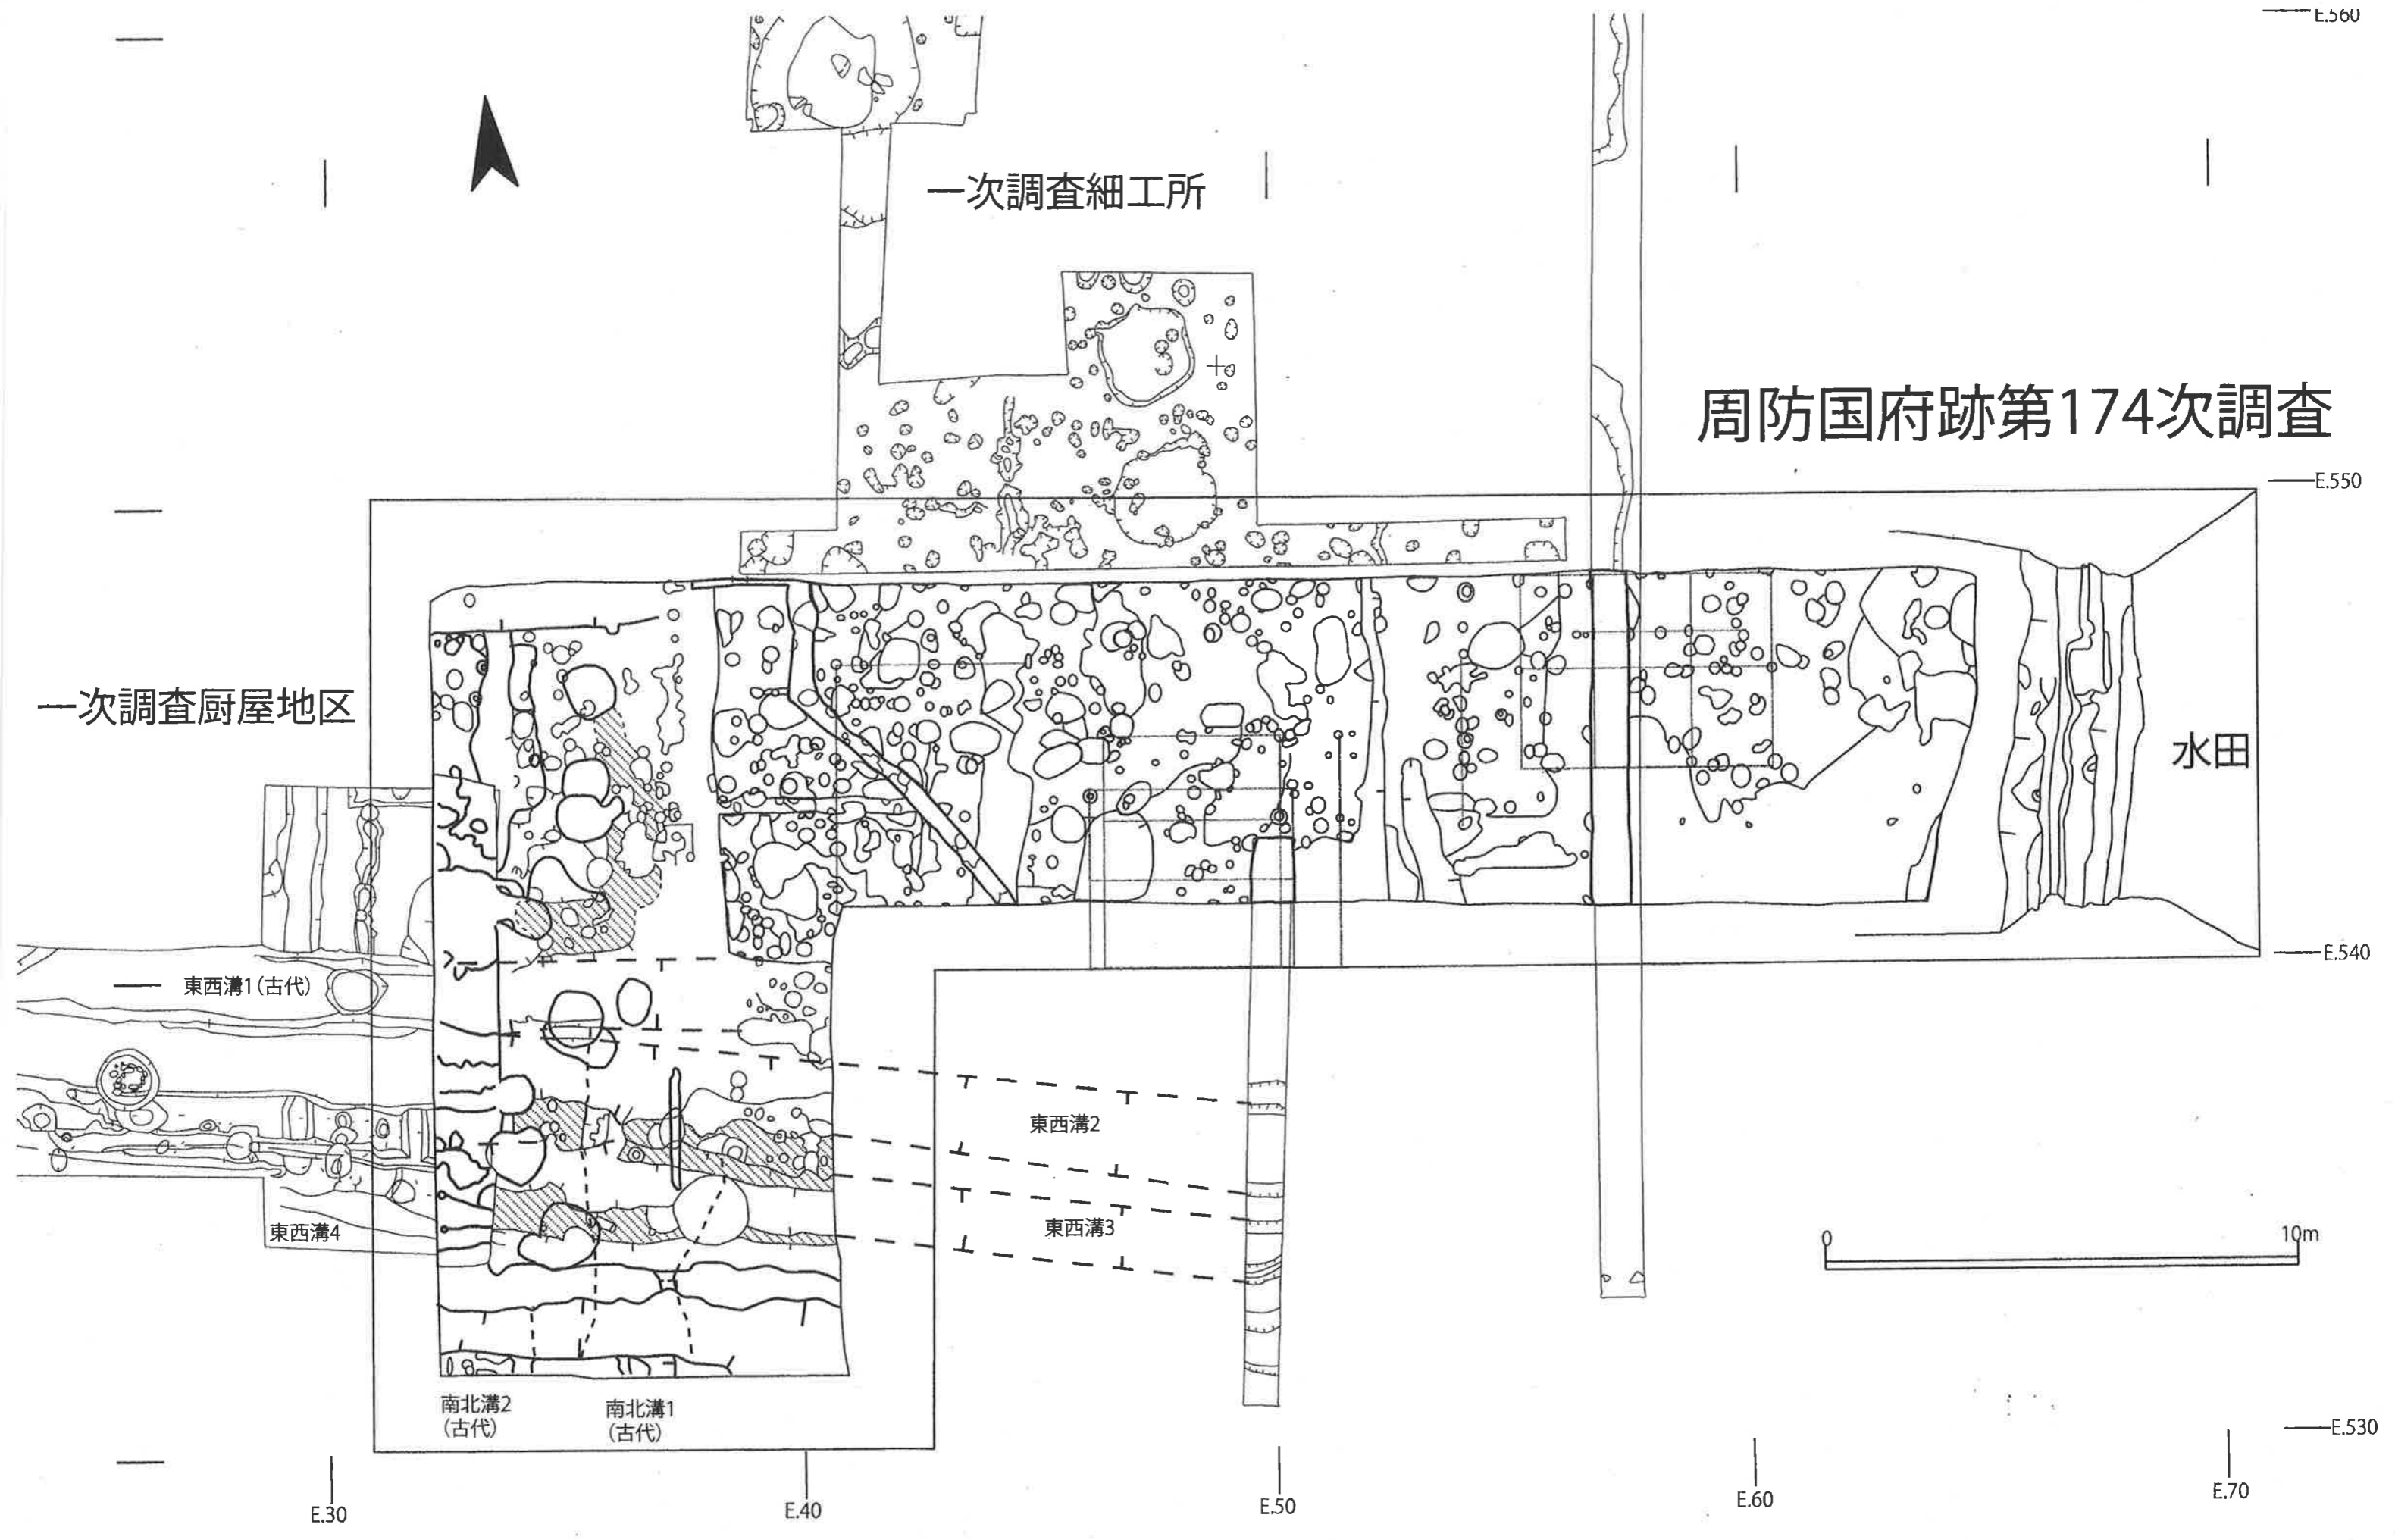 E.560
一次調査細工所
周防国府跡第174次調査
E.550
一次調査厨屋地区
水田
E.540
東西溝1（古代）
東西溝2
東西溝3
東西溝4
0
10m
南北溝2
（古代）
南北溝1
（古代）
E.530
E.30
E.40
E.50
E.60
E.70